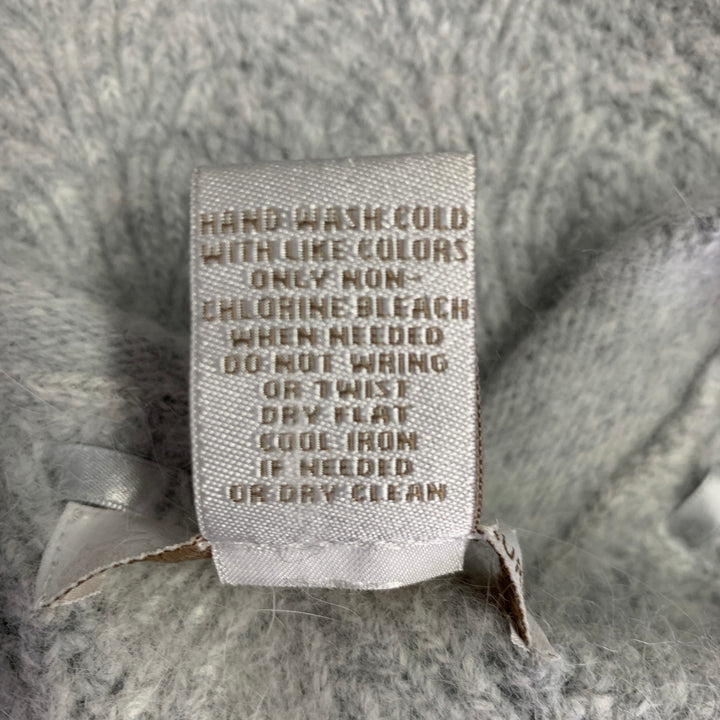 HAND WASH COLD
WITH LIKE COLORS
ONLY NON-
CHLORINE BLEACH
WHEN NEEDED
DO NOT WRING
OR TWIST
DRY FLAT
COOL IRON
IF NEEDED
OR DRY CLEAN